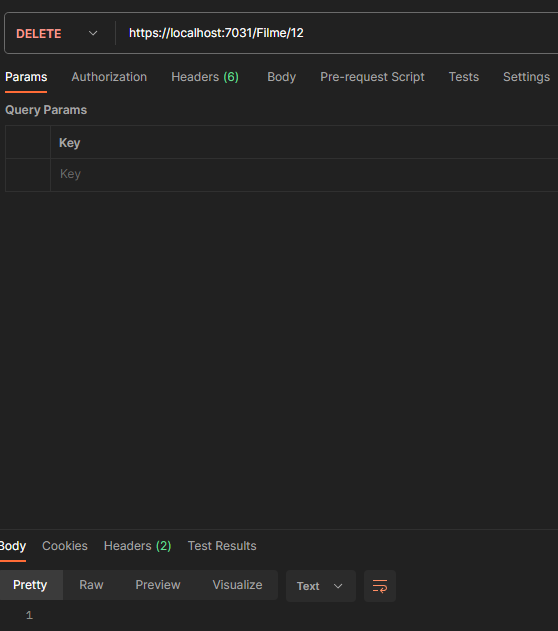 DELETE https://localhost:7031/Filme/12
Params Authorization Headers (6) Body Pre-request Script Tests Settings
Query Params
Key
Key
Body Cookies Headers (2) Test Results
Pretty Raw Preview Visualize Text
1